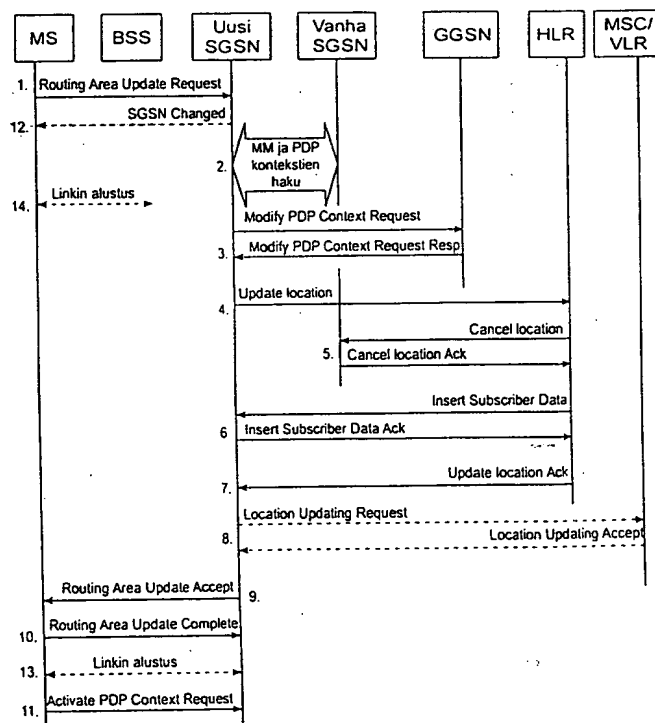 MS
BSS
Uusi
SGSN
Vanha
SGSN
GGSN
HLR
MSC/
VLR
1. Routing Area Update Request
SGSN Changed
12.
2.
MM ja PDP
kontekstien
haku
Linkin alustus
14.
Modify PDP Context Request
3. Modify PDP Context Request Resp
Update location
4.
Cancel location
5. Cancel location Ack
Insert Subscriber Data
6 Insert Subscriber Data Ack
Update location Ack
7.
Location Updating Request
8. Location Updating Accept
Routing Area Update Accept 9.
10. Routing Area Update Complete
13. Linkin alustus
11. Activate PDP Context Request